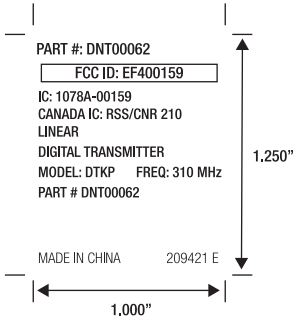 PART #: DNT00062
FCC ID: EF400159
IC: 1078A-00159
CANADA IC: RSS/CNR 210
LINEAR
DIGITAL TRANSMITTER
MODEL: DTKP FREQ: 310 MHz
PART # DNT00062
1.250”
MADE IN CHINA 209421 E
1.000”